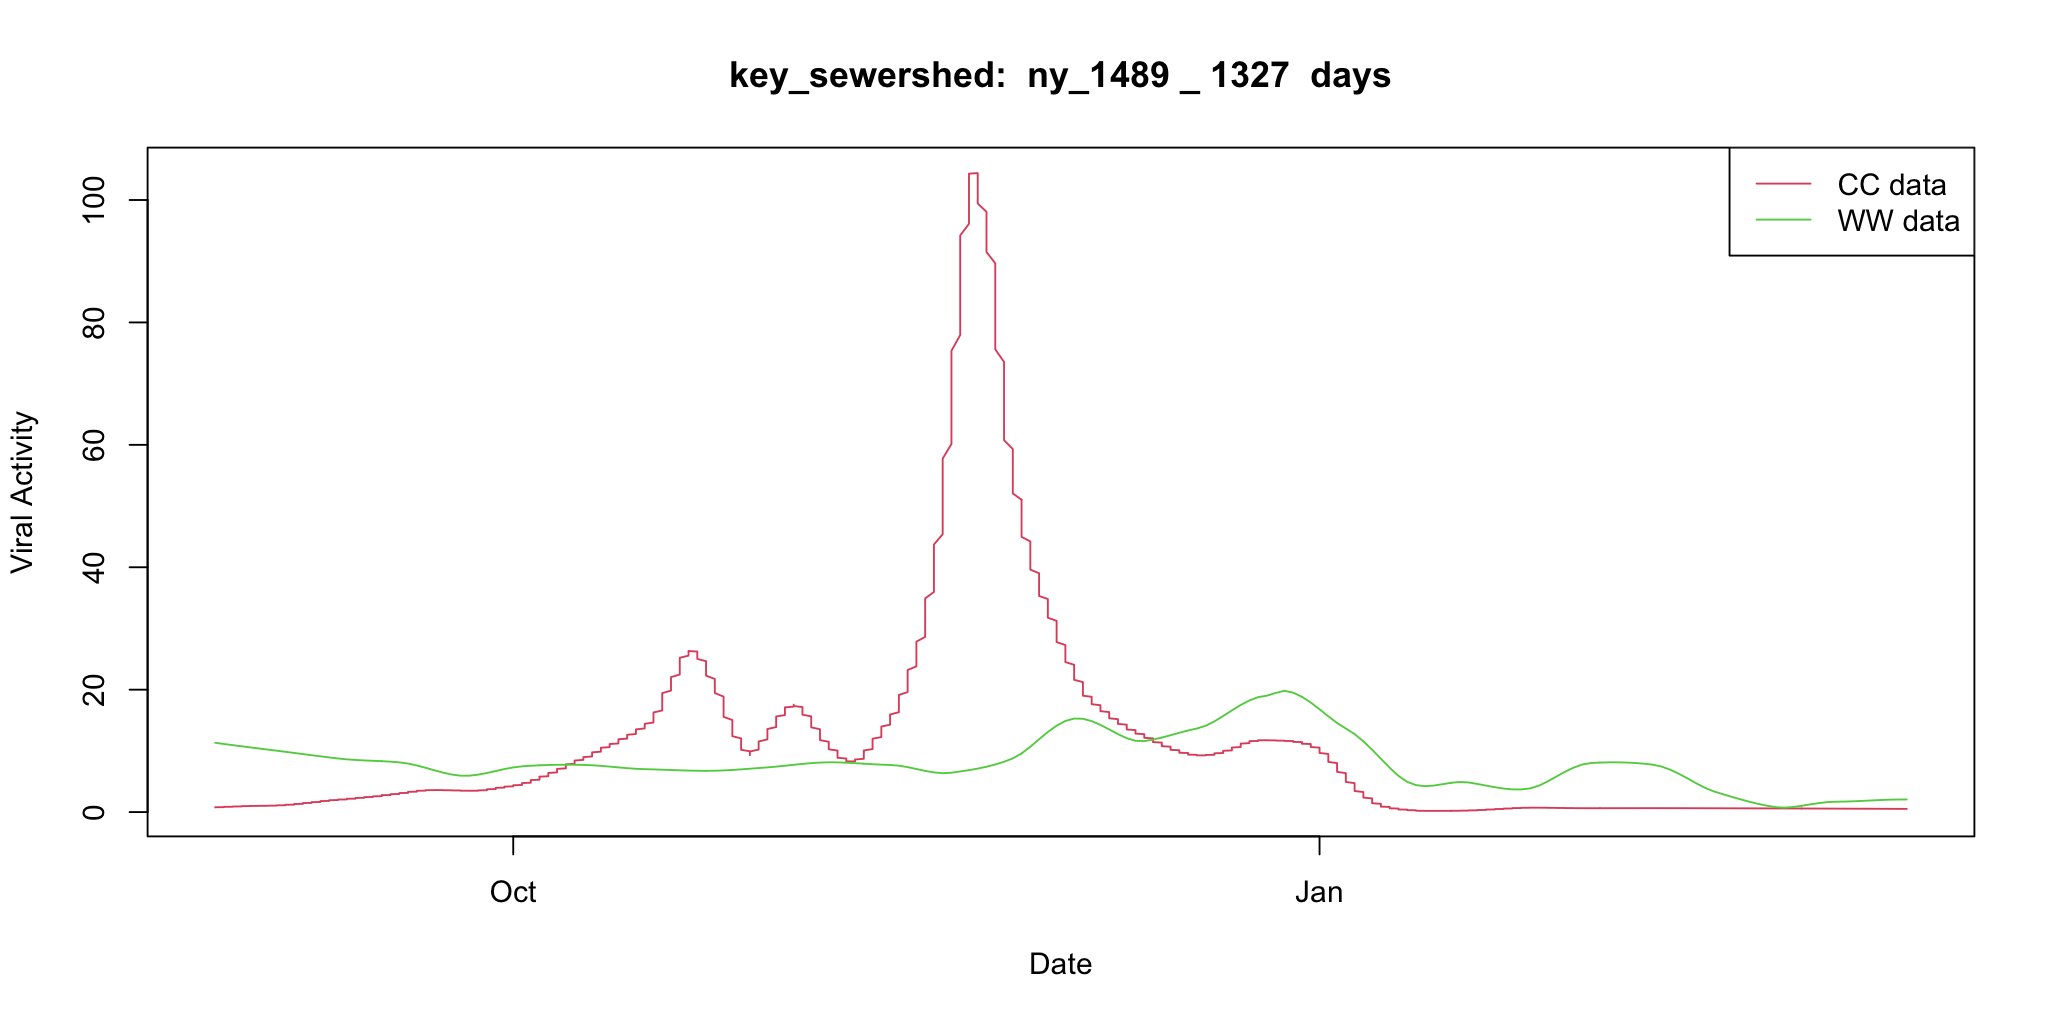 key_sewershed: ny_1489 _ 1327 days
CC data
WW data
Viral Activity
100
80
60
40
20
0
Oct
Jan
Date